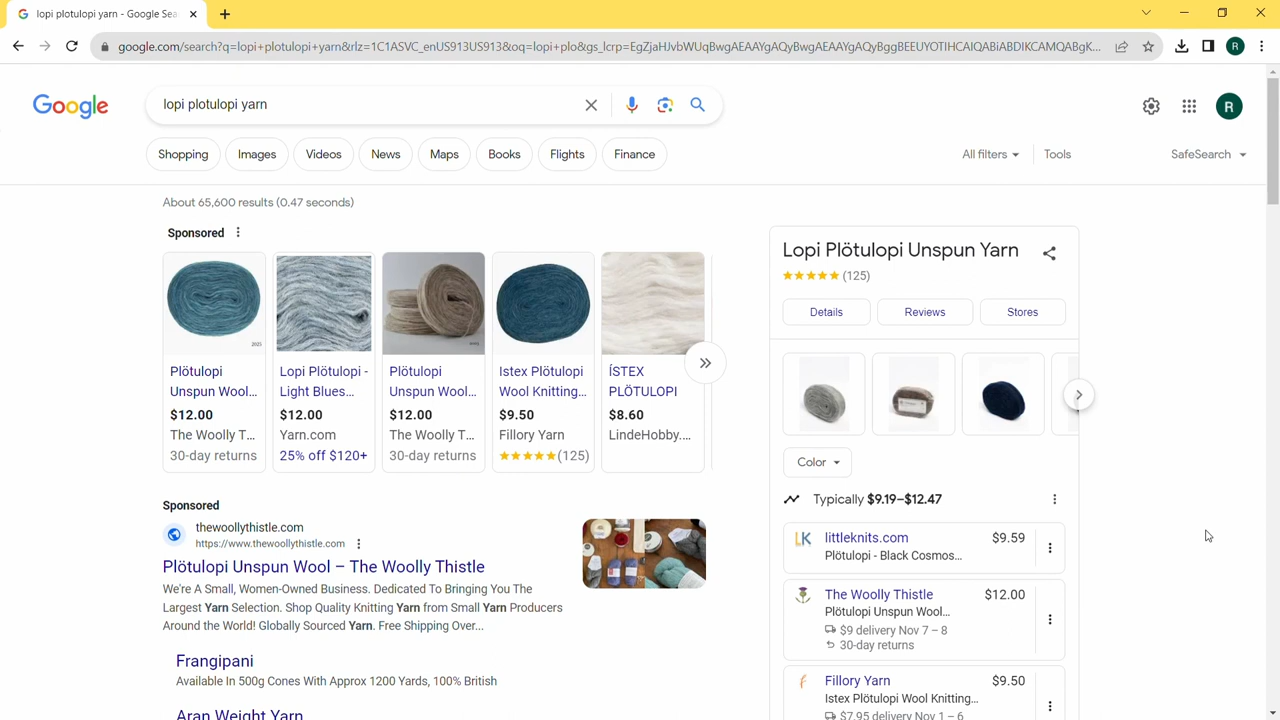 lopi plotulopi yarn - Google Sea
google.com/search?q=lopi+plotulopi+yarn&rlz=1C1ASVC_enUS913US913&oq=lopi+plo&gs_lcrp=EgZjaHJvbWUqBwgAEAAYgAQyBwgAEAAYgAQyBggBEEUYOTIHCAIQABiABDIKCAMQABgK...
R
Google
lopi plotulopi yarn
R
Shopping
Images
Videos
News
Maps
Books
Flights
Finance
All filters
Tools
SafeSearch
About 65,600 results (0.47 seconds)
Sponsored
Plötulopi
Unspun Wool...
$12.00
The Woolly T...
30-day returns
Lopi Plötulopi -
Light Blues...
$12.00
Yarn.com
25% off $120+
Plötulopi
Unspun Wool...
$12.00
The Woolly T...
30-day returns
Istex Plötulopi
Wool Knitting...
$9.50
Fillory Yarn
(125)
ÍSTEX
PLÖTULOPI
$8.60
LindeHobby....
Sponsored
thewoollythistle.com
https://www.thewoollythistle.com
Plötulopi Unspun Wool – The Woolly Thistle
We're A Small, Women-Owned Business. Dedicated To Bringing You The
Largest Yarn Selection. Shop Quality Knitting Yarn from Small Yarn Producers
Around the World! Globally Sourced Yarn. Free Shipping Over...
Frangipani
Available In 500g Cones With Approx 1200 Yards, 100% British
Aran Weight Yarn
Lopi Plötulopi Unspun Yarn
(125)
Details
Reviews
Stores
Color
Typically $9.19–$12.47
LK
littleknits.com
$9.59
Plötulopi - Black Cosmos...
The Woolly Thistle
$12.00
Plötulopi Unspun Wool...
$9 delivery Nov 7 – 8
30-day returns
Fillory Yarn
$9.50
Istex Plötulopi Wool Knitting...
$7.95 delivery Nov 1 – 6